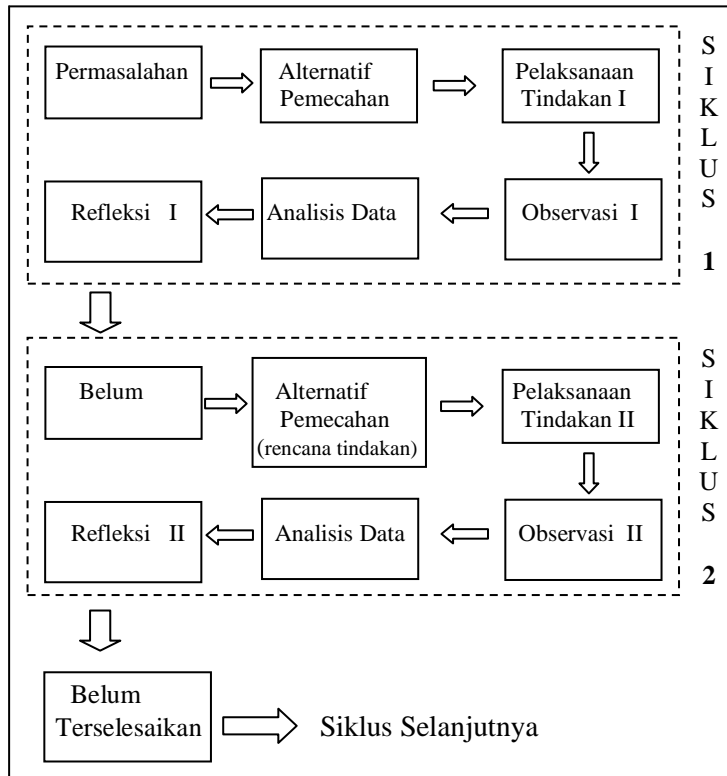 Permasalahan
Alternatif
Pemecahan
Pelaksanaan
Tindakan I
Refleksi I
Analisis Data
Observasi I
S
I
K
L
U
S
1
Belum
Alternatif
Pemecahan
(rencana tindakan)
Pelaksanaan
Tindakan II
Refleksi II
Analisis Data
Observasi II
S
I
K
L
U
S
2
Belum
Terselesaikan
Siklus Selanjutnya